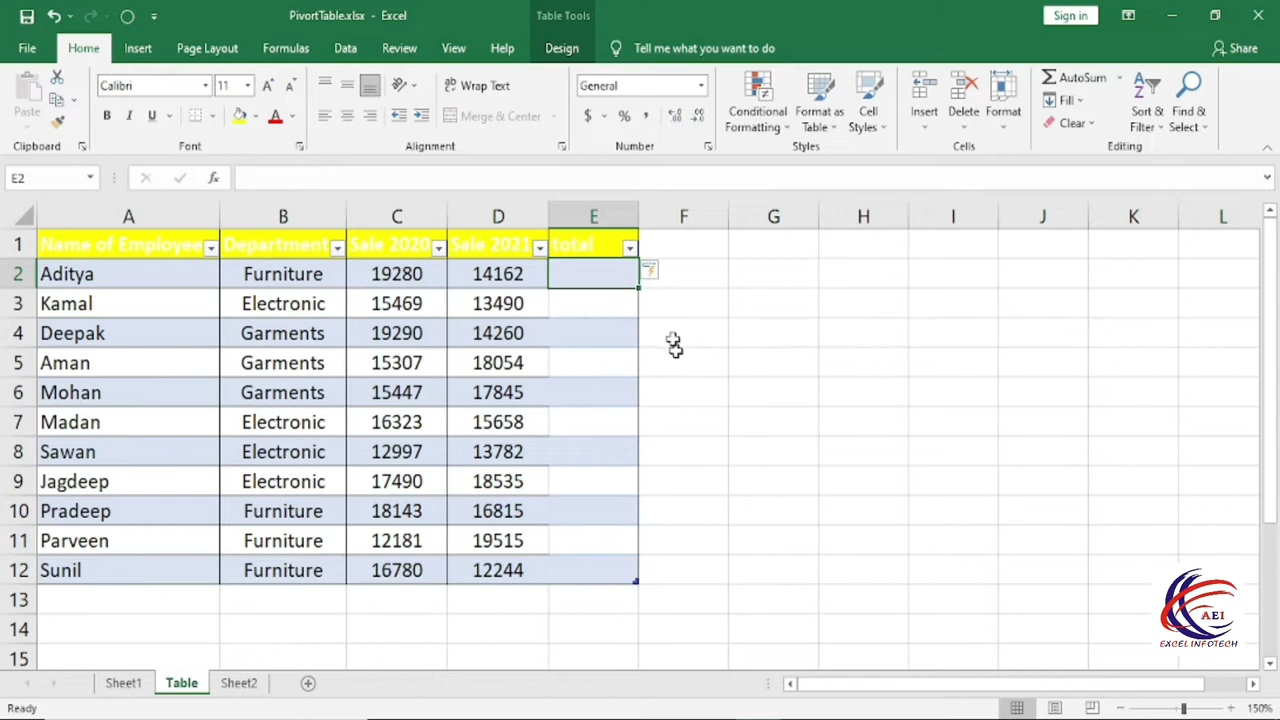 PivortTable.xlsx - Excel
Table Tools
Sign in
File Home Insert Page Layout Formulas Data Review View Help Design Tell me what you want to do Share
Paste
Calibri 11
B I U
Wrap Text
Merge & Center
General
$ % ,
Conditional Formatting
Format as Table
Cell Styles
Insert
Delete
Format
AutoSum
Fill
Clear
Sort & Filter
Find & Select
Clipboard Font Alignment Number Styles Cells Editing
E2 fx
A B C D E F G H I J K L
1 Name of Employee Department Sale 2020 Sale 2021 total
2 Aditya Furniture 19280 14162
3 Kamal Electronic 15469 13490
4 Deepak Garments 19290 14260
5 Aman Garments 15307 18054
6 Mohan Garments 15447 17845
7 Madan Electronic 16323 15658
8 Sawan Electronic 12997 13782
9 Jagdeep Electronic 17490 18535
10 Pradeep Furniture 18143 16815
11 Parveen Furniture 12181 19515
12 Sunil Furniture 16780 12244
13
14
15
AEI
EXCEL INFOTECH
Sheet1 Table Sheet2
Ready 150%